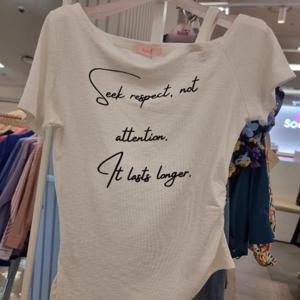 Seek respect, not
attention.
It lasts longer.